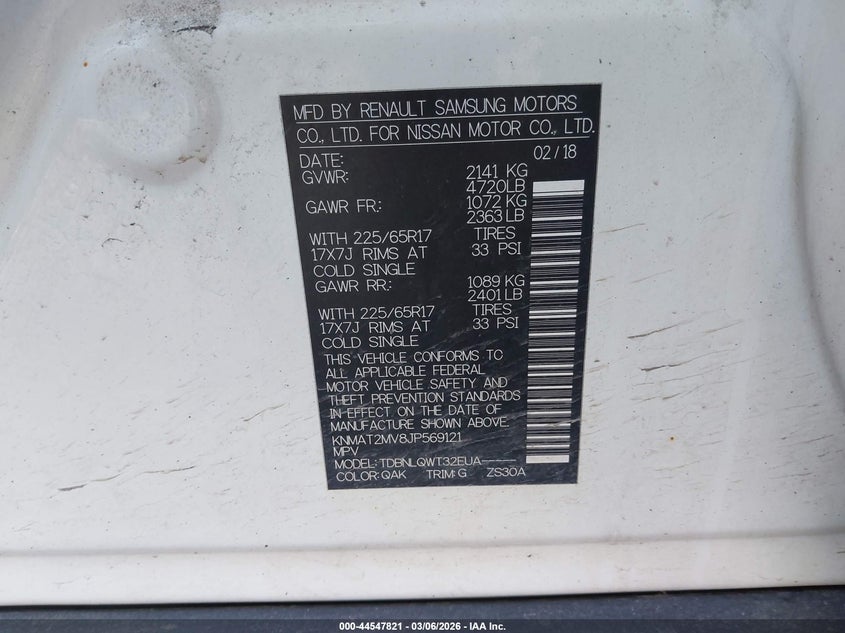 MFD BY RENAULT SAMSUNG MOTORS
CO., LTD. FOR NISSAN MOTOR CO., LTD.
DATE: 02/18
GVWR: 2141 KG
4720LB
GAWR FR: 1072 KG
2363 LB
WITH 225/65R17 TIRES
17X7J RIMS AT 33 PSI
COLD SINGLE
GAWR RR: 1089 KG
2401 LB
WITH 225/65R17 TIRES
17X7J RIMS AT 33 PSI
COLD SINGLE
THIS VEHICLE CONFORMS TO
ALL APPLICABLE FEDERAL
MOTOR VEHICLE SAFETY AND
THEFT PREVENTION STANDARDS
IN EFFECT ON THE DATE OF
MANUFACTURE SHOWN ABOVE.
KNMAT2MV8JP569121
MPV
MODEL: TDBNLQWT32EUA-----
COLOR: QAK TRIM: G ZS30A
000-44547821 | 03/06/2026 - IAA Inc.